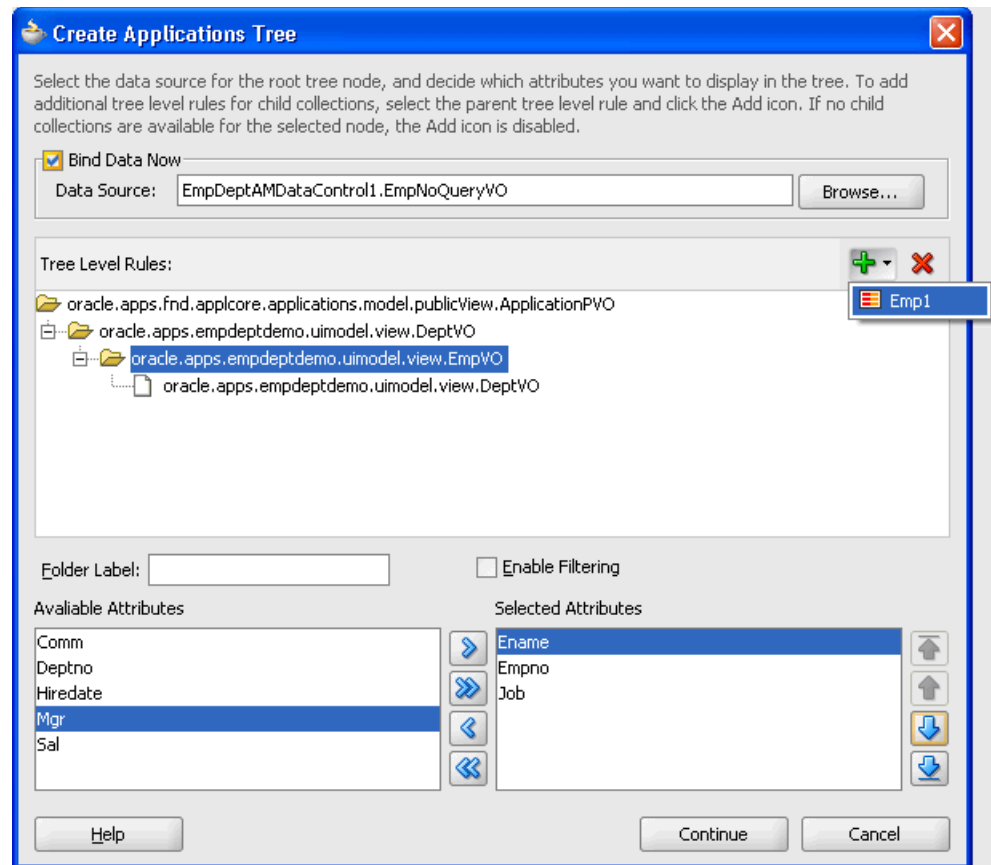 Create Applications Tree
Select the data source for the root tree node, and decide which attributes you want to display in the tree. To add
additional tree level rules for child collections, select the parent tree level rule and click the Add icon. If no child
collections are available for the selected node, the Add icon is disabled.
Bind Data Now
Data Source: EmpDeptAMDataControl1.EmpNoQueryVO Browse...
Tree Level Rules:
Emp1
oracle.apps.fnd.applcore.applications.model.publicView.ApplicationPVO
oracle.apps.empdeptdemo.uimodel.view.DeptVO
oracle.apps.empdeptdemo.uimodel.view.EmpVO
oracle.apps.empdeptdemo.uimodel.view.DeptVO
Folder Label: Enable Filtering
Avaliable Attributes Selected Attributes
Comm Ename
Deptno Empno
Hiredate Job
Mgr
Sal
Help Continue Cancel